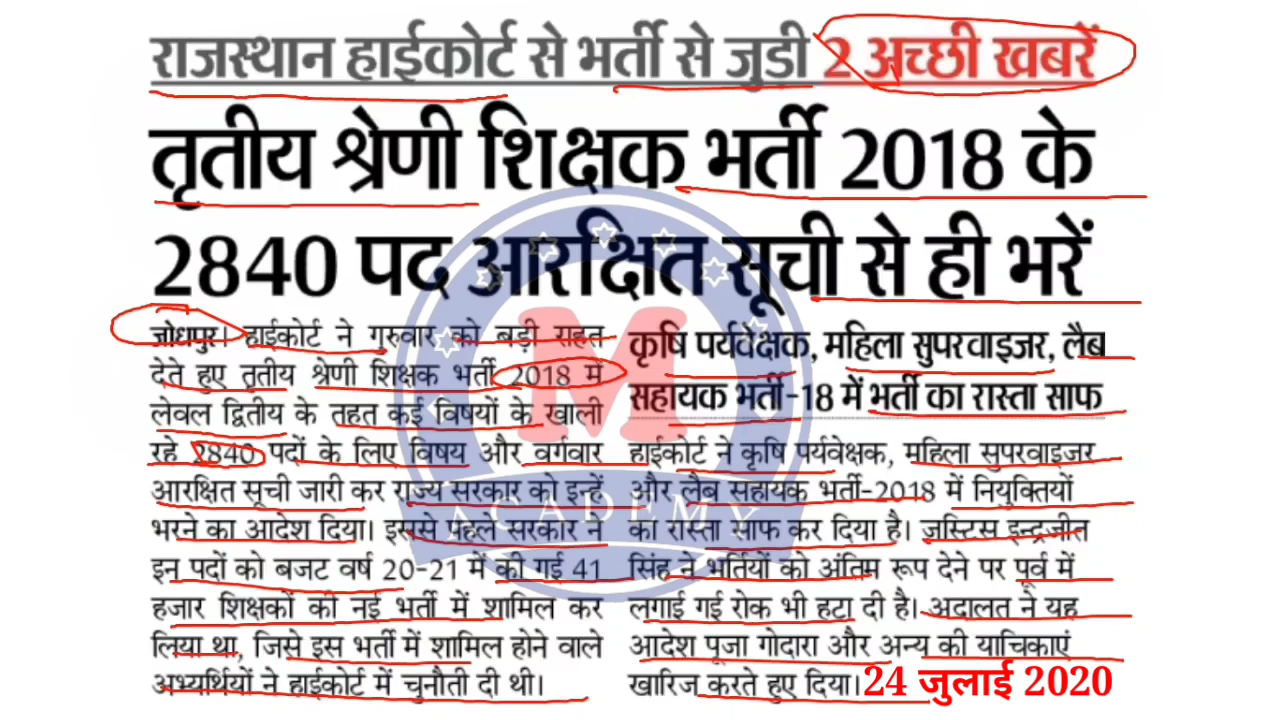 राजस्थान हाईकोर्ट से भर्ती से जुड़ी 2 अच्छी खबरें
तृतीय श्रेणी शिक्षक भर्ती 2018 के
2840 पद आरक्षित सूची से ही भरें
जोधपुर। हाईकोर्ट ने गुरुवार को बड़ी राहत
देते हुए तृतीय श्रेणी शिक्षक भर्ती 2018 में
लेवल द्वितीय के तहत कई विषयों के खाली
रहे 2840 पदों के लिए विषय और वर्गवार
आरक्षित सूची जारी कर राज्य सरकार को इन्हें
भरने का आदेश दिया। इससे पहले सरकार ने
इन पदों को बजट वर्ष 20-21 में की गई 41
हजार शिक्षकों की नई भर्ती में शामिल कर
लिया था, जिसे इस भर्ती में शामिल होने वाले
अभ्यर्थियों ने हाईकोर्ट में चुनौती दी थी।
कृषि पर्यवेक्षक, महिला सुपरवाइजर, लैब
सहायक भर्ती-18 में भर्ती का रास्ता साफ
हाईकोर्ट ने कृषि पर्यवेक्षक, महिला सुपरवाइजर
और लैब सहायक भर्ती-2018 में नियुक्तियों
का रास्ता साफ कर दिया है। जस्टिस इन्द्रजीत
सिंह ने भर्तियों को अंतिम रूप देने पर पूर्व में
लगाई गई रोक भी हटा दी है। अदालत ने यह
आदेश पूजा गोदारा और अन्य की याचिकाएं
खारिज करते हुए दिया।
24 जुलाई 2020
M
ACADEMY